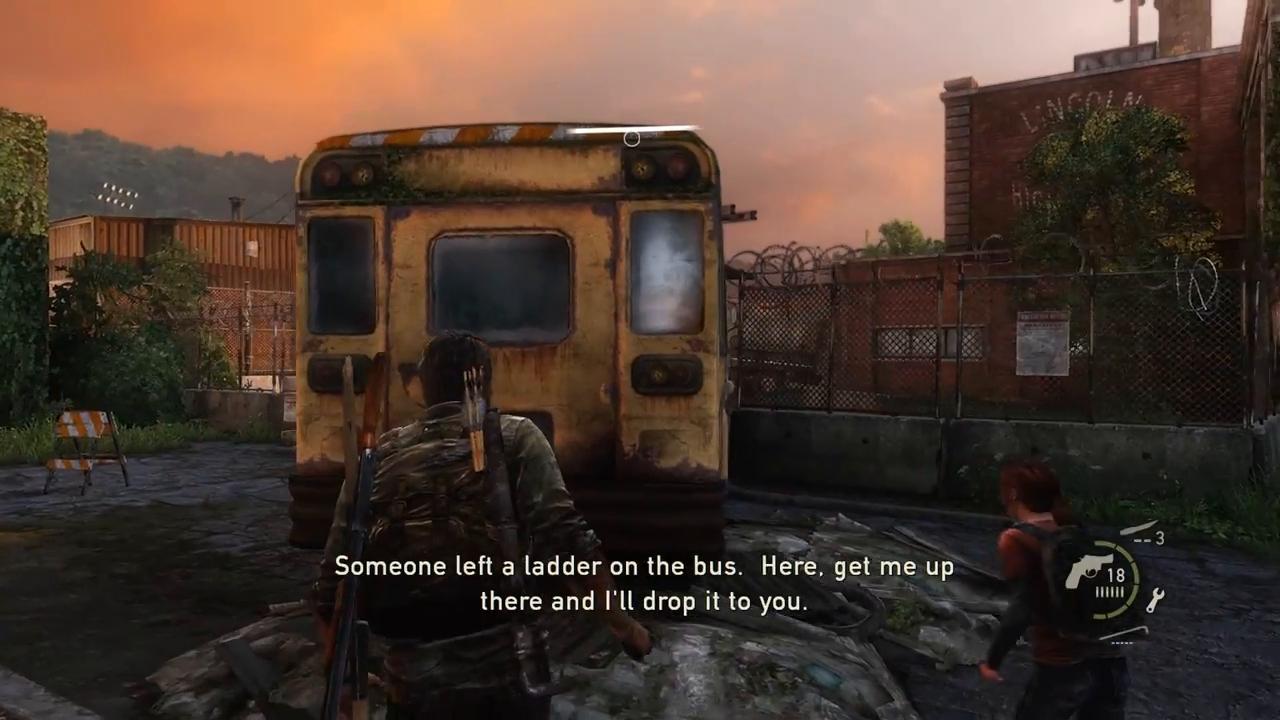 LINCOLN
Someone left a ladder on the bus. Here, get me up
there and I'll drop it to you.
3
18